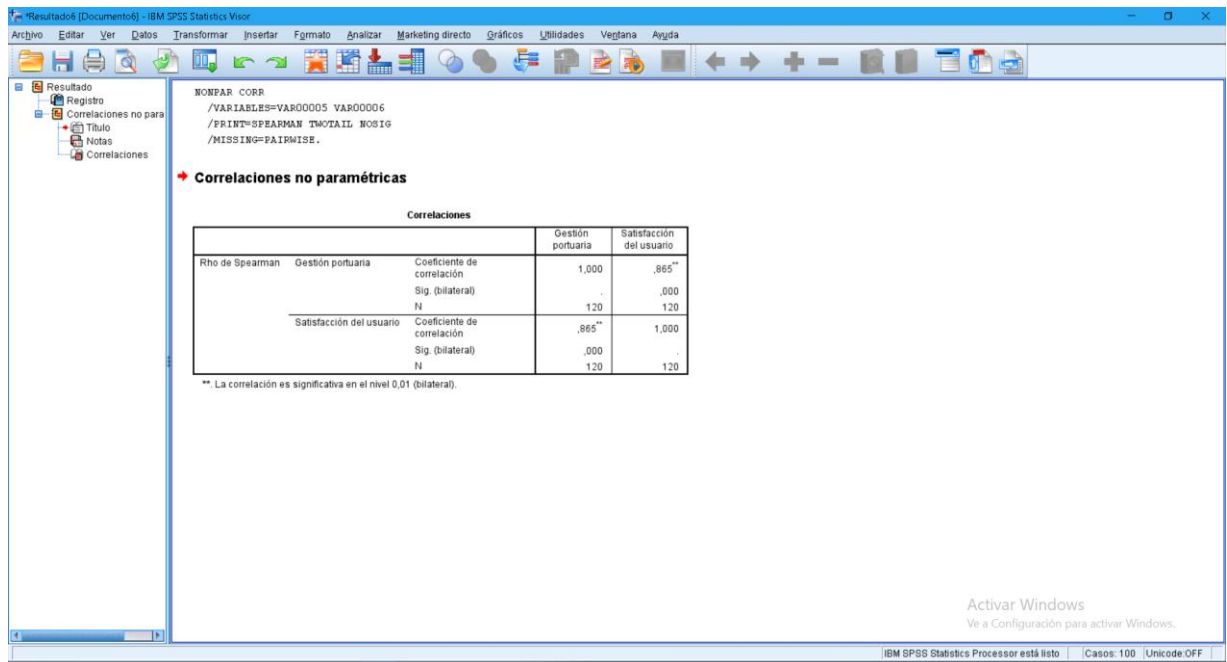 *Resultado6 [Documento6] - IBM SPSS Statistics Visor
Archivo Editar Ver Datos Transformar Insertar Formato Analizar Marketing directo Gráficos Utilidades Ventana Ayuda
Resultado
Registro
Correlaciones no para
Título
Notas
Correlaciones
NONPAR CORR
/VARIABLES=VAR00005 VAR00006
/PRINT=SPEARMAN TWOTAIL NOSIG
/MISSING=PAIRWISE.
Correlaciones no paramétricas
Correlaciones
Gestión portuaria Satisfacción del usuario
Rho de Spearman Gestión portuaria Coeficiente de correlación 1,000 ,865**
Sig. (bilateral) . ,000
N 120 120
Satisfacción del usuario Coeficiente de correlación ,865** 1,000
Sig. (bilateral) ,000 .
N 120 120
**. La correlación es significativa en el nivel 0,01 (bilateral).
Activar Windows
Ve a Configuración para activar Windows.
IBM SPSS Statistics Processor está listo Casos: 100 Unicode:OFF